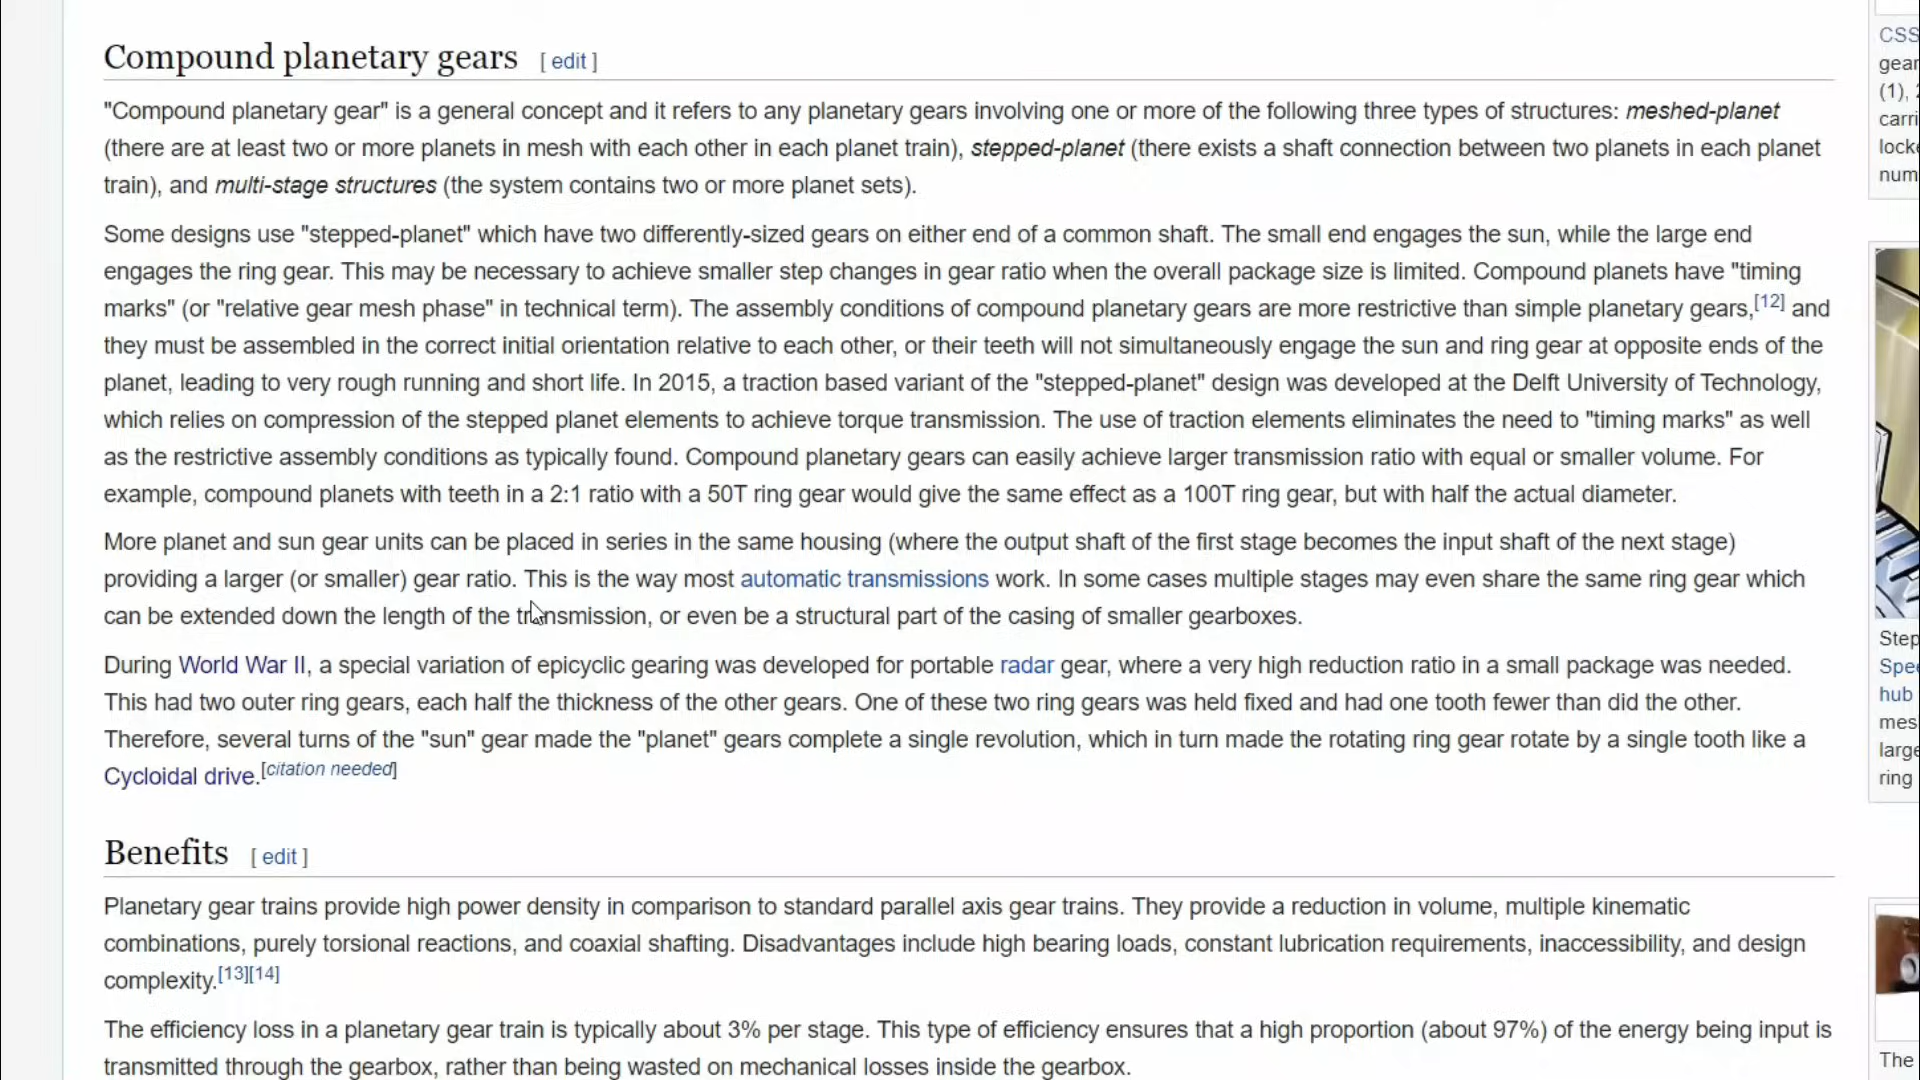 Compound planetary gears [ edit ]
"Compound planetary gear" is a general concept and it refers to any planetary gears involving one or more of the following three types of structures: meshed-planet
(there are at least two or more planets in mesh with each other in each planet train), stepped-planet (there exists a shaft connection between two planets in each planet
train), and multi-stage structures (the system contains two or more planet sets).
Some designs use "stepped-planet" which have two differently-sized gears on either end of a common shaft. The small end engages the sun, while the large end
engages the ring gear. This may be necessary to achieve smaller step changes in gear ratio when the overall package size is limited. Compound planets have "timing
marks" (or "relative gear mesh phase" in technical term). The assembly conditions of compound planetary gears are more restrictive than simple planetary gears,[12] and
they must be assembled in the correct initial orientation relative to each other, or their teeth will not simultaneously engage the sun and ring gear at opposite ends of the
planet, leading to very rough running and short life. In 2015, a traction based variant of the "stepped-planet" design was developed at the Delft University of Technology,
which relies on compression of the stepped planet elements to achieve torque transmission. The use of traction elements eliminates the need to "timing marks" as well
as the restrictive assembly conditions as typically found. Compound planetary gears can easily achieve larger transmission ratio with equal or smaller volume. For
example, compound planets with teeth in a 2:1 ratio with a 50T ring gear would give the same effect as a 100T ring gear, but with half the actual diameter.
More planet and sun gear units can be placed in series in the same housing (where the output shaft of the first stage becomes the input shaft of the next stage)
providing a larger (or smaller) gear ratio. This is the way most automatic transmissions work. In some cases multiple stages may even share the same ring gear which
can be extended down the length of the transmission, or even be a structural part of the casing of smaller gearboxes.
During World War II, a special variation of epicyclic gearing was developed for portable radar gear, where a very high reduction ratio in a small package was needed.
This had two outer ring gears, each half the thickness of the other gears. One of these two ring gears was held fixed and had one tooth fewer than did the other.
Therefore, several turns of the "sun" gear made the "planet" gears complete a single revolution, which in turn made the rotating ring gear rotate by a single tooth like a
Cycloidal drive.[citation needed]
Benefits [ edit ]
Planetary gear trains provide high power density in comparison to standard parallel axis gear trains. They provide a reduction in volume, multiple kinematic
combinations, purely torsional reactions, and coaxial shafting. Disadvantages include high bearing loads, constant lubrication requirements, inaccessibility, and design
complexity.[13][14]
The efficiency loss in a planetary gear train is typically about 3% per stage. This type of efficiency ensures that a high proportion (about 97%) of the energy being input is
transmitted through the gearbox, rather than being wasted on mechanical losses inside the gearbox.
CSS
gear
(1),
carri
locke
num
Step
Spee
hub
mes
large
ring
The